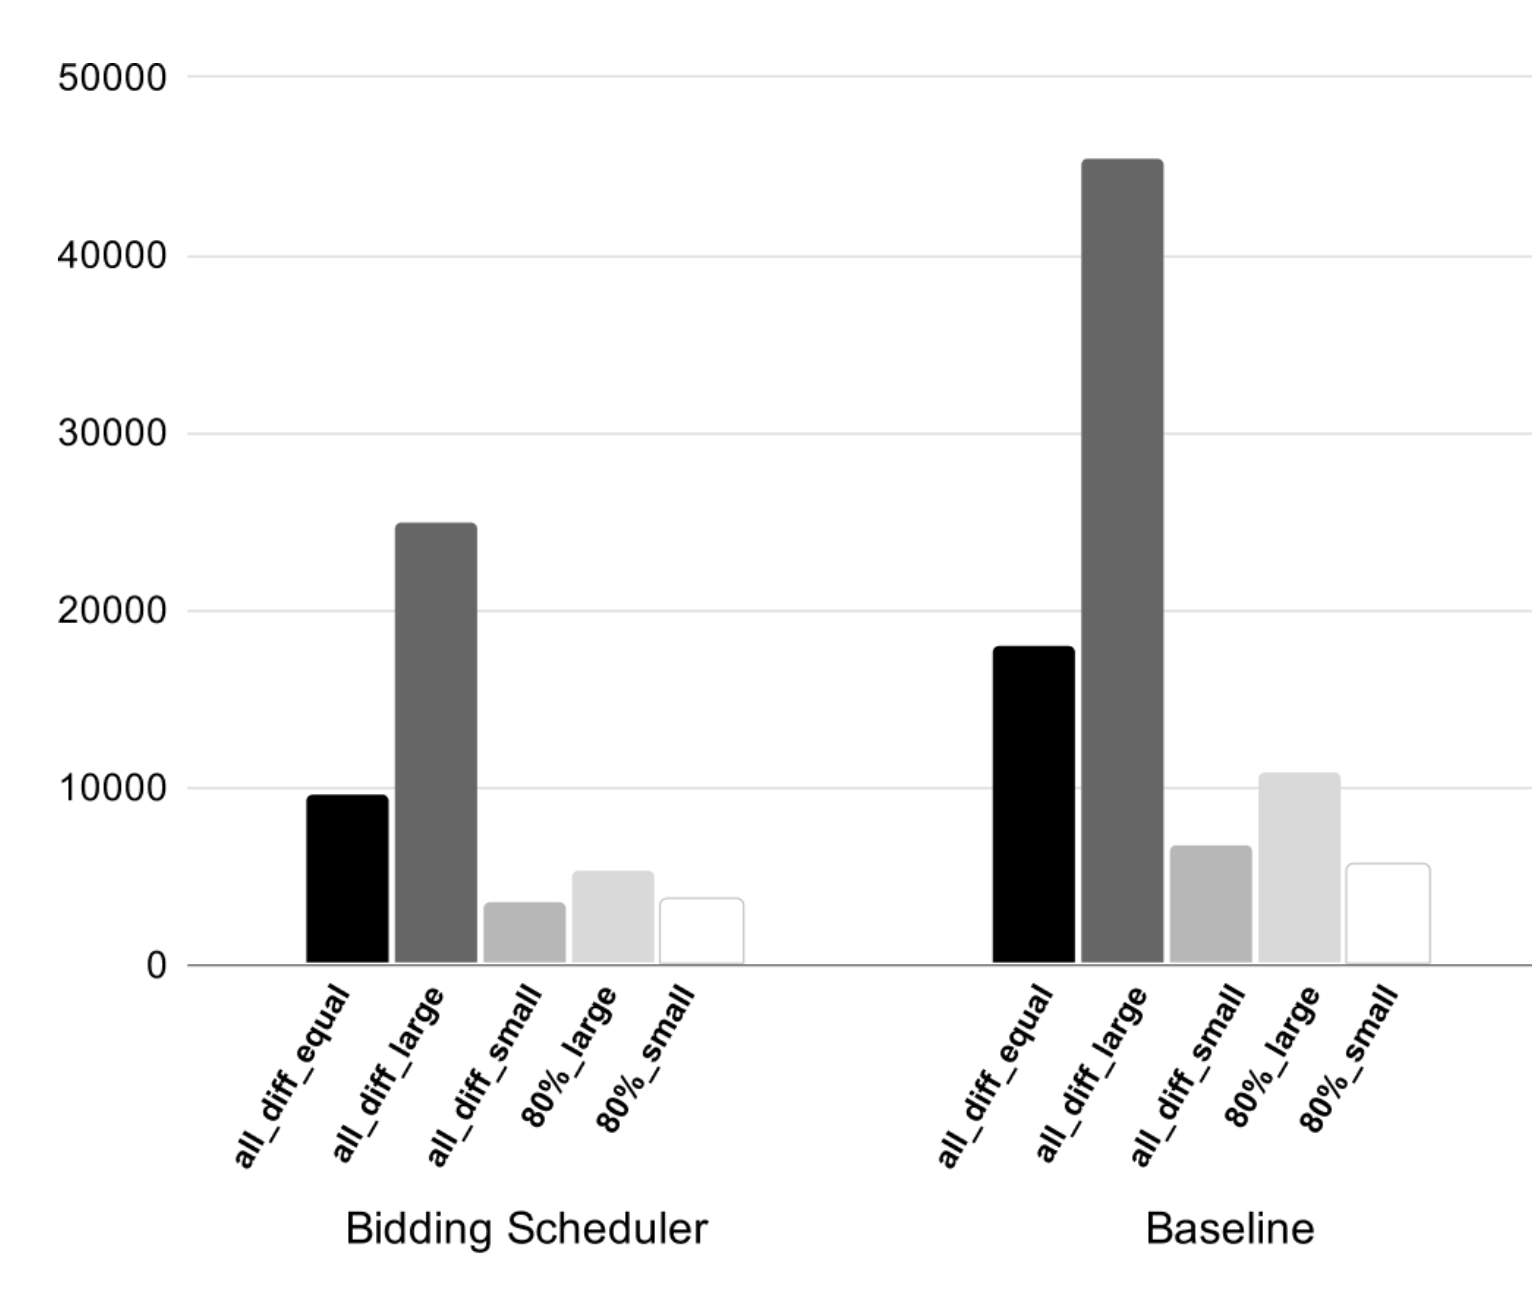 50000
40000
30000
20000
10000
0
all_diff_equal
all_diff_large
all_diff_small
80%_large
80%_small
all_diff_equal
all_diff_large
all_diff_small
80%_large
80%_small
Bidding Scheduler
Baseline